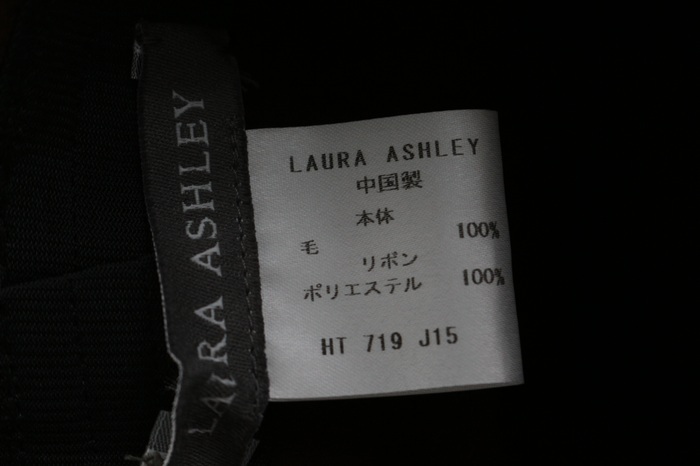 LAURA ASHLEY
LAURA ASHLEY
中国製
本体
毛 100%
リボン
ポリエステル 100%
HT 719 J15